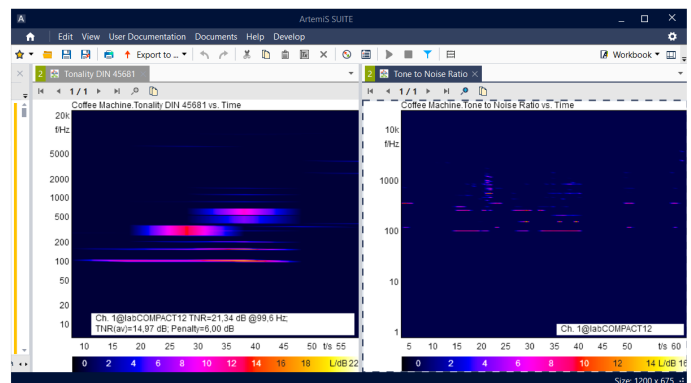 A
ArtemiS SUITE
Edit View User Documentation Documents Help Develop
Export to ...
Workbook
2 Tonality DIN 45681
2 Tone to Noise Ratio
1 / 1
1 / 1
Coffee Machine.Tonality DIN 45681 vs. Time
Coffee Machine.Tone to Noise Ratio vs. Time
20k
f/Hz
5000
2000
1000
500
200
100
50
20
10
10k
f/Hz
1000
100
10
1
Ch. 1@labCOMPACT12 TNR=21,34 dB @99,6 Hz;
TNR(av)=14,97 dB; Penalty=6,00 dB
Ch. 1@labCOMPACT12
10 15 20 25 30 35 40 45 50 t/s 55
5 10 15 20 25 30 35 40 45 50 t/s 60
0 2 4 6 8 10 12 14 16 18 L/dB 22
0 2 4 6 8 10 12 14 L/dB 16
Size: 1200 x 675